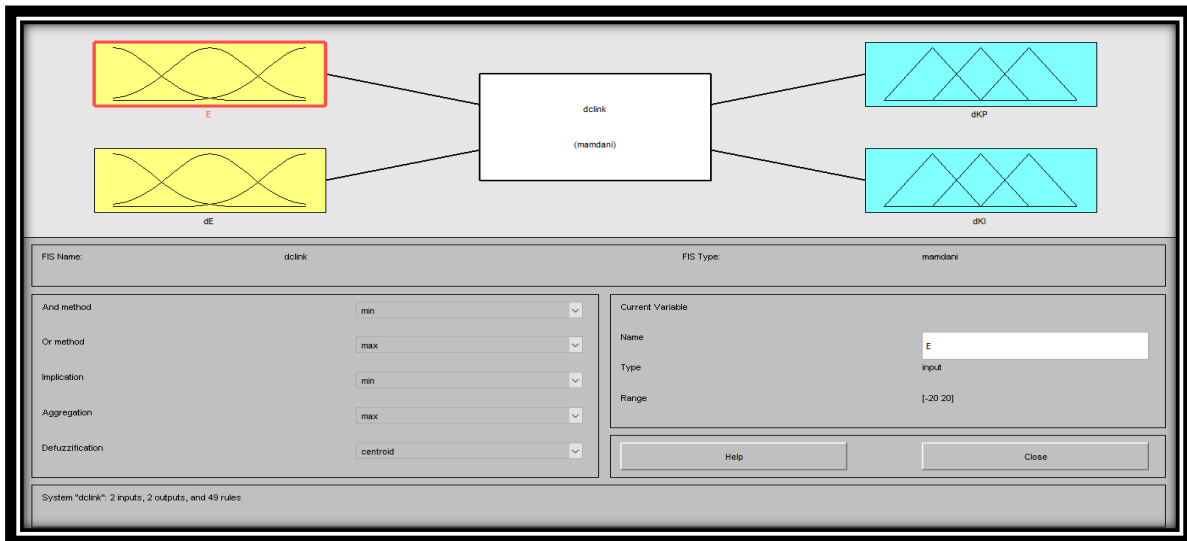 E
dE
dclink
(mamdani)
dKP
dKI
FIS Name: dclink FIS Type: mamdani
And method min
Or method max
Implication min
Aggregation max
Defuzzification centroid
Current Variable
Name E
Type input
Range [-20 20]
Help Close
System "dclink": 2 inputs, 2 outputs, and 49 rules